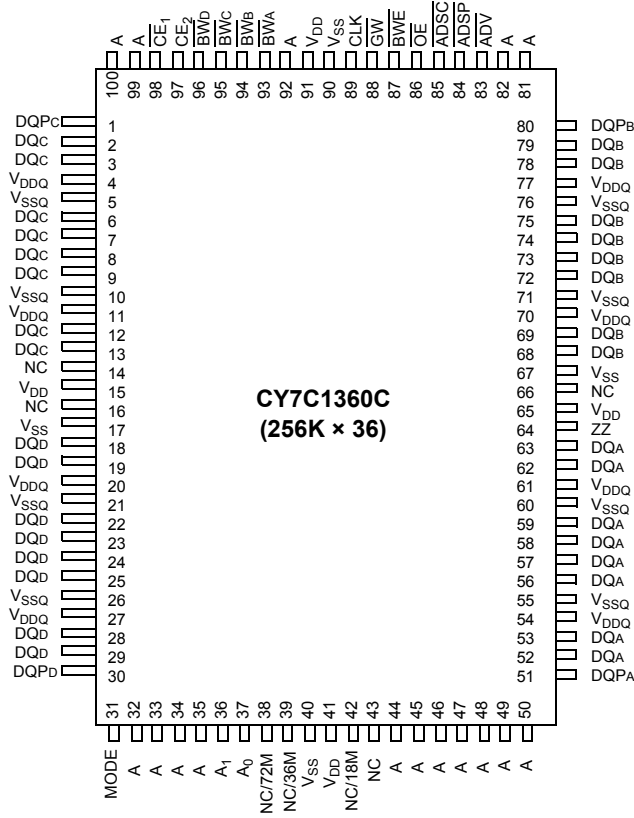 A A CE1 CE2 BWD BWC BWB BWA A VDD VSS CLK GW BWE OE ADSC ADSP ADV A A
100 99 98 97 96 95 94 93 92 91 90 89 88 87 86 85 84 83 82 81
DQPC 1
DQC 2
DQC 3
VDDQ 4
VSSQ 5
DQC 6
DQC 7
DQC 8
DQC 9
VSSQ 10
VDDQ 11
DQC 12
DQC 13
NC 14
VDD 15
NC 16
VSS 17
DQD 18
DQD 19
VDDQ 20
VSSQ 21
DQD 22
DQD 23
DQD 24
DQD 25
VSSQ 26
VDDQ 27
DQD 28
DQD 29
DQPD 30
CY7C1360C
(256K × 36)
80 DQPB
79 DQB
78 DQB
77 VDDQ
76 VSSQ
75 DQB
74 DQB
73 DQB
72 DQB
71 VSSQ
70 VDDQ
69 DQB
68 DQB
67 VSS
66 NC
65 VDD
64 ZZ
63 DQA
62 DQA
61 VDDQ
60 VSSQ
59 DQA
58 DQA
57 DQA
56 DQA
55 VSSQ
54 VDDQ
53 DQA
52 DQA
51 DQPA
31 32 33 34 35 36 37 38 39 40 41 42 43 44 45 46 47 48 49 50
MODE A A A A A1 A0 NC/72M NC/36M VSS VDD NC/18M NC A A A A A A A